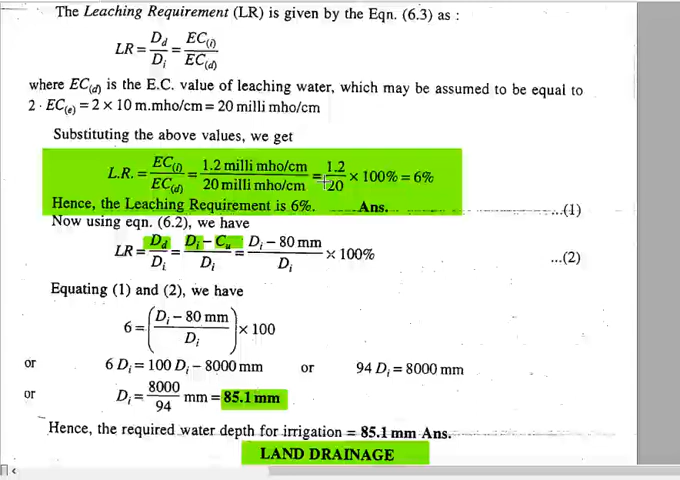 The Leaching Requirement (LR) is given by the Eqn. (6.3) as :
LR = D_d / D_i = EC_(i) / EC_(d)
where EC_(d) is the E.C. value of leaching water, which may be assumed to be equal to
2 · EC_(e) = 2 × 10 m.mho/cm = 20 milli mho/cm
Substituting the above values, we get
L.R. = EC_(i) / EC_(d) = 1.2 milli mho/cm / 20 milli mho/cm = 1.2 / 20 × 100% = 6%
Hence, the Leaching Requirement is 6%. Ans. ...(1)
Now using eqn. (6.2), we have
LR = D_d / D_i = D_i – C_u / D_i = D_i – 80 mm / D_i × 100% ...(2)
Equating (1) and (2), we have
6 = (D_i – 80 mm / D_i) × 100
or 6 D_i = 100 D_i – 8000 mm or 94 D_i = 8000 mm
or D_i = 8000 / 94 mm = 85.1 mm
Hence, the required water depth for irrigation = 85.1 mm Ans.
LAND DRAINAGE